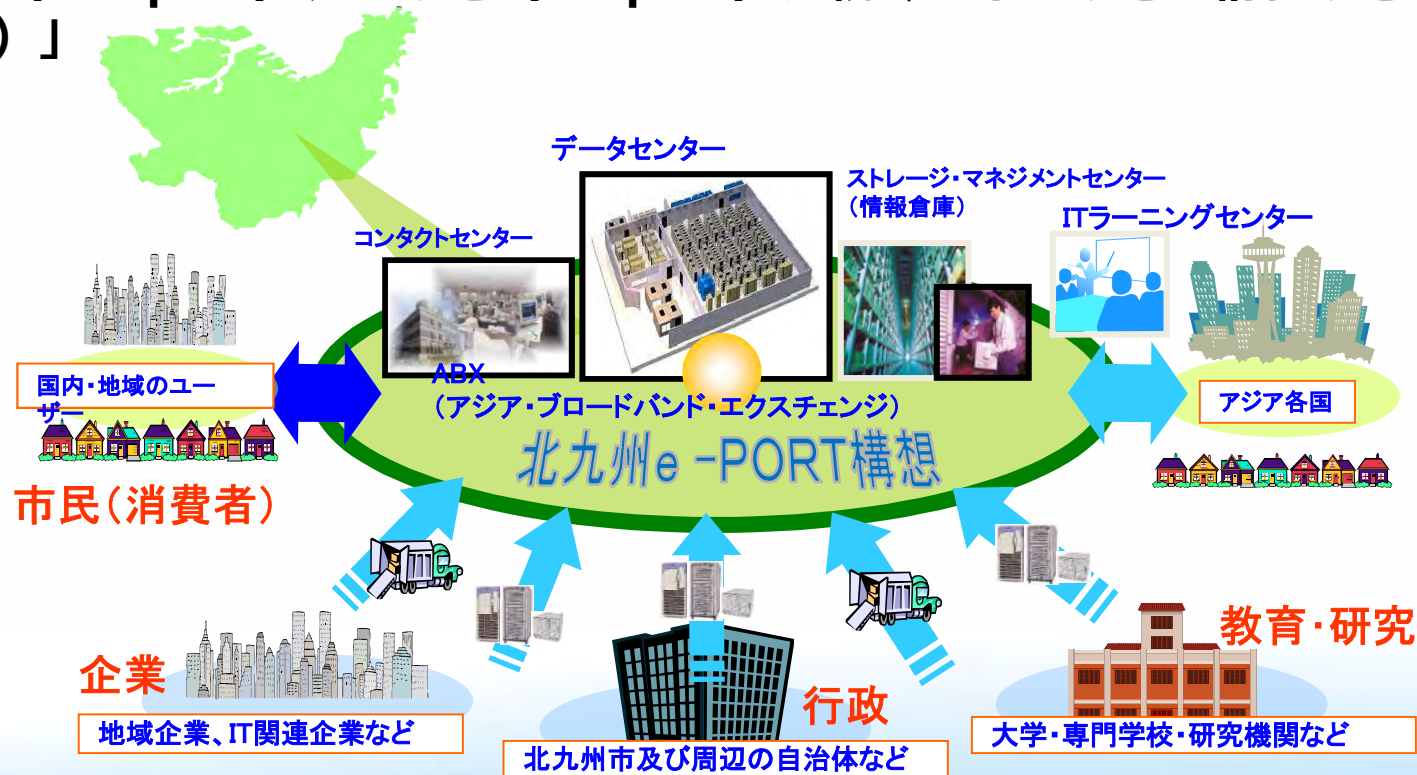 ）」
データセンター
ストレージ・マネジメントセンター
（情報倉庫）
ITラーニングセンター
コンタクトセンター
ABX
（アジア・ブロードバンド・エクスチェンジ）
国内・地域のユー
ザー
アジア各国
北九州e-PORT構想
市民（消費者）
教育・研究
企業
行政
地域企業、IT関連企業など
大学・専門学校・研究機関など
北九州市及び周辺の自治体など